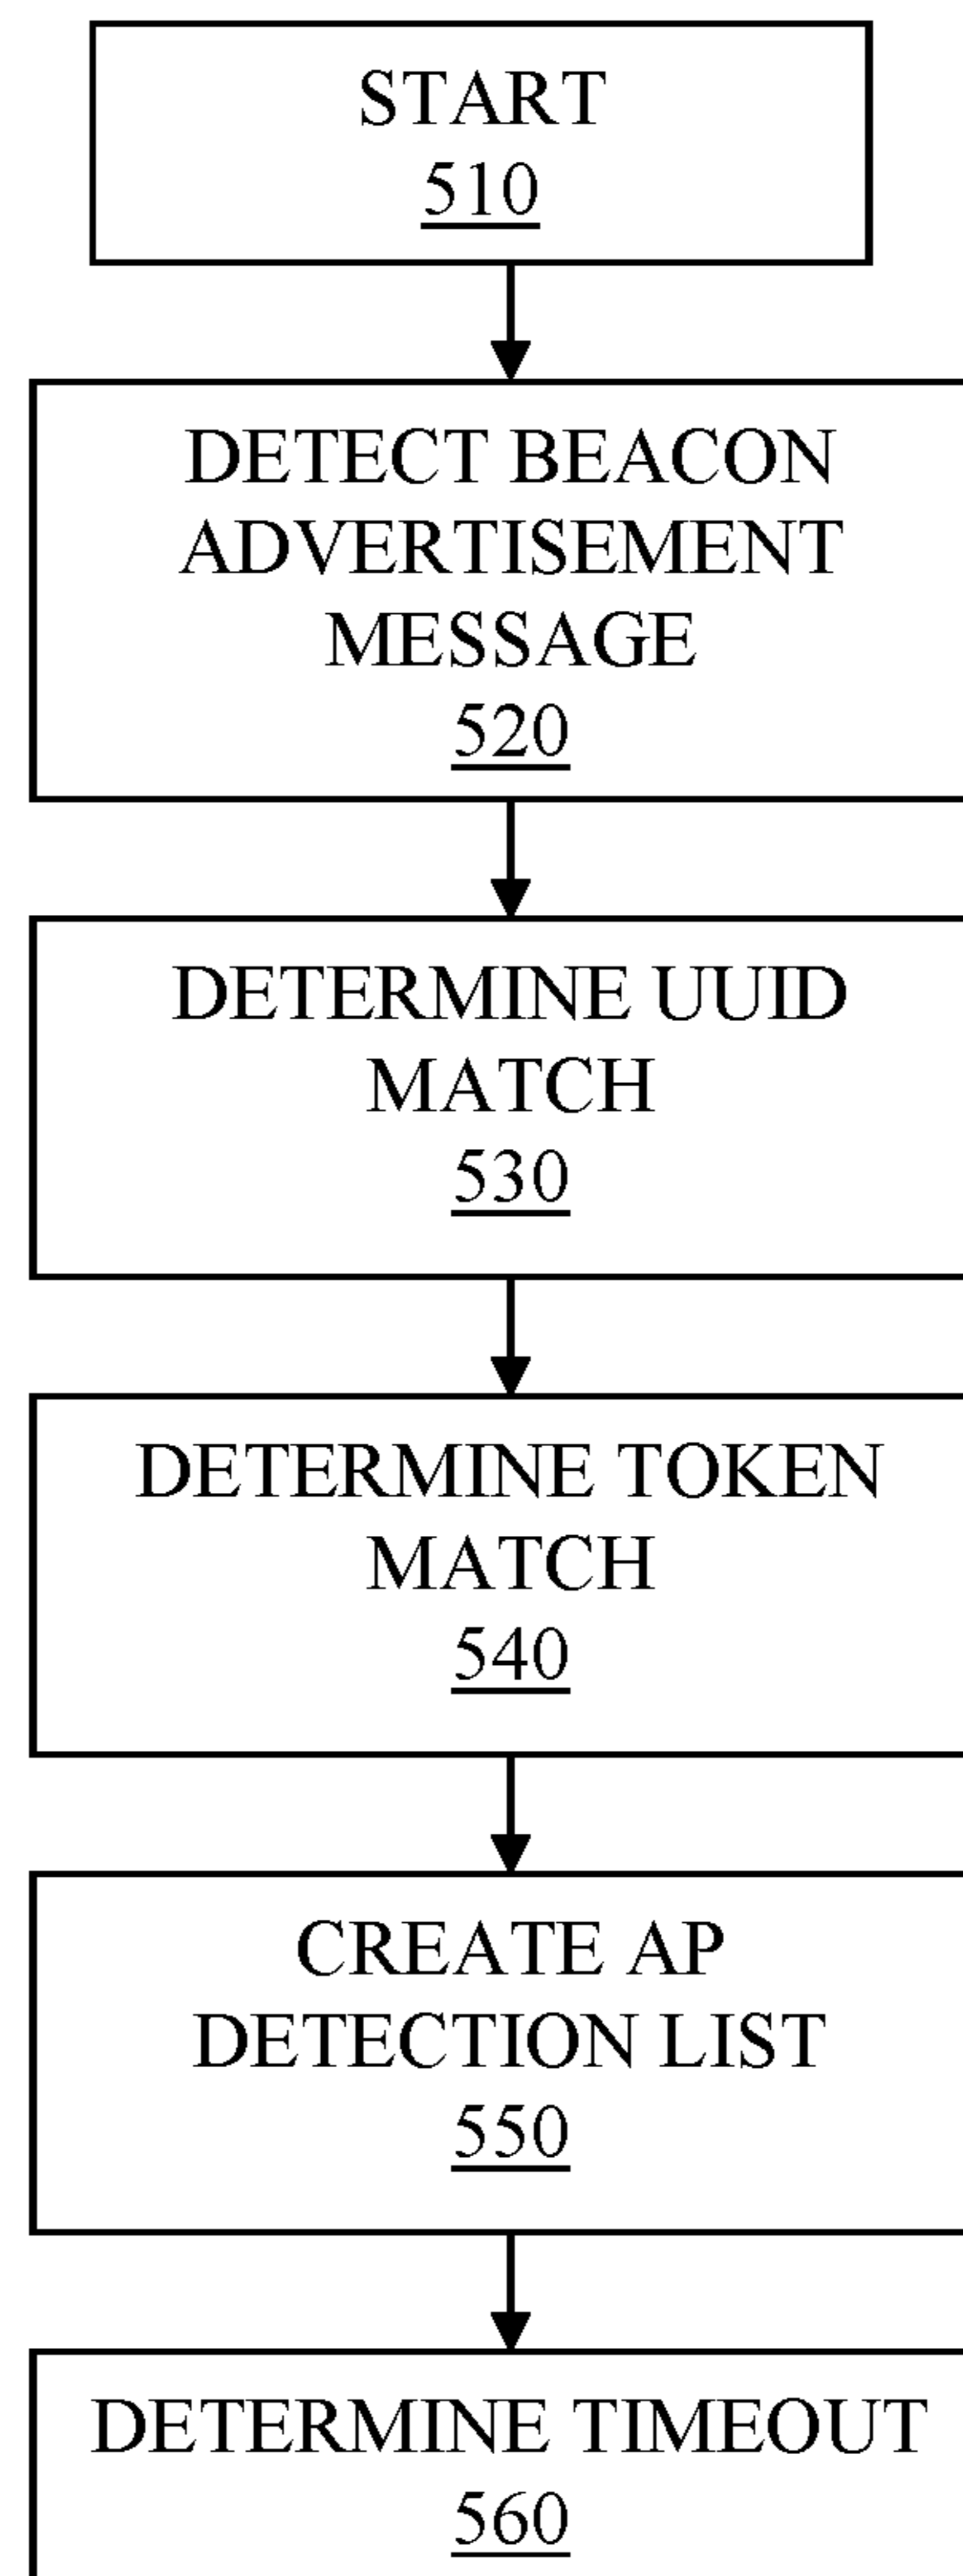 START
510
DETECT BEACON
ADVERTISEMENT
MESSAGE
520
DETERMINE UUID
MATCH
530
DETERMINE TOKEN
MATCH
540
CREATE AP
DETECTION LIST
550
DETERMINE TIMEOUT
560